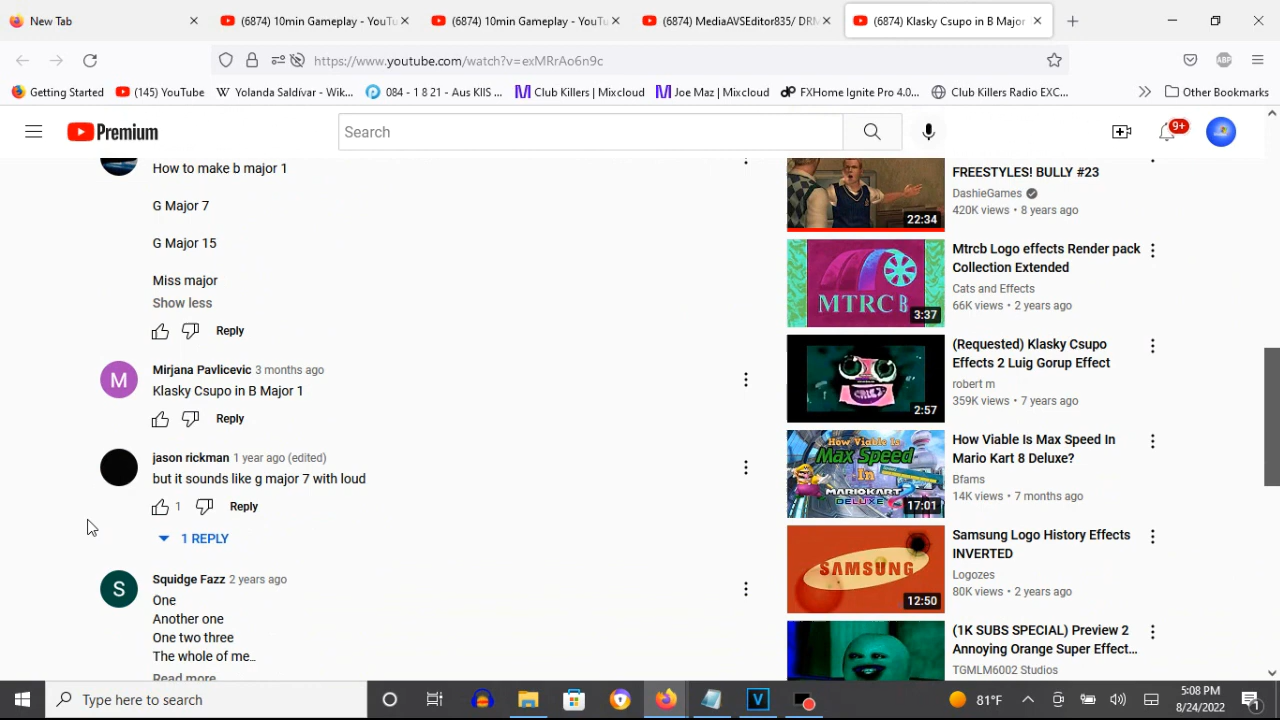 New Tab
(6874) 10min Gameplay - YouTu
(6874) 10min Gameplay - YouTu
(6874) MediaAVSEditor835/ DRM
(6874) Klasky Csupo in B Major
https://www.youtube.com/watch?v=exMRrAo6n9c
ABP
Getting Started
(145) YouTube
W Yolanda Saldívar - Wik...
084 - 1 8 21 - Aus KIIS ...
Club Killers | Mixcloud
Joe Maz | Mixcloud
FXHome Ignite Pro 4.0...
Club Killers Radio EXC...
Other Bookmarks
Premium
Search
9+
How to make b major 1
G Major 7
G Major 15
Miss major
Show less
Reply
M
Mirjana Pavlicevic 3 months ago
Klasky Csupo in B Major 1
Reply
jason rickman 1 year ago (edited)
but it sounds like g major 7 with loud
1 Reply
1 REPLY
S
Squidge Fazz 2 years ago
One
Another one
One two three
The whole of me…
Read more
FREESTYLES! BULLY #23
DashieGames
420K views • 8 years ago
22:34
MTRC B
3:37
Mtrcb Logo effects Render pack
Collection Extended
Cats and Effects
66K views • 2 years ago
2:57
(Requested) Klasky Csupo
Effects 2 Luig Gorup Effect
robert m
359K views • 7 years ago
How Viable Is
Max Speed
In
MARIOKART
DELUXE?
17:01
How Viable Is Max Speed In
Mario Kart 8 Deluxe?
Bfams
14K views • 7 months ago
SAMSUNG
12:50
Samsung Logo History Effects
INVERTED
Logozes
80K views • 2 years ago
(1K SUBS SPECIAL) Preview 2
Annoying Orange Super Effect...
TGMLM6002 Studios
Type here to search
V
81°F
5:08 PM
8/24/2022
1